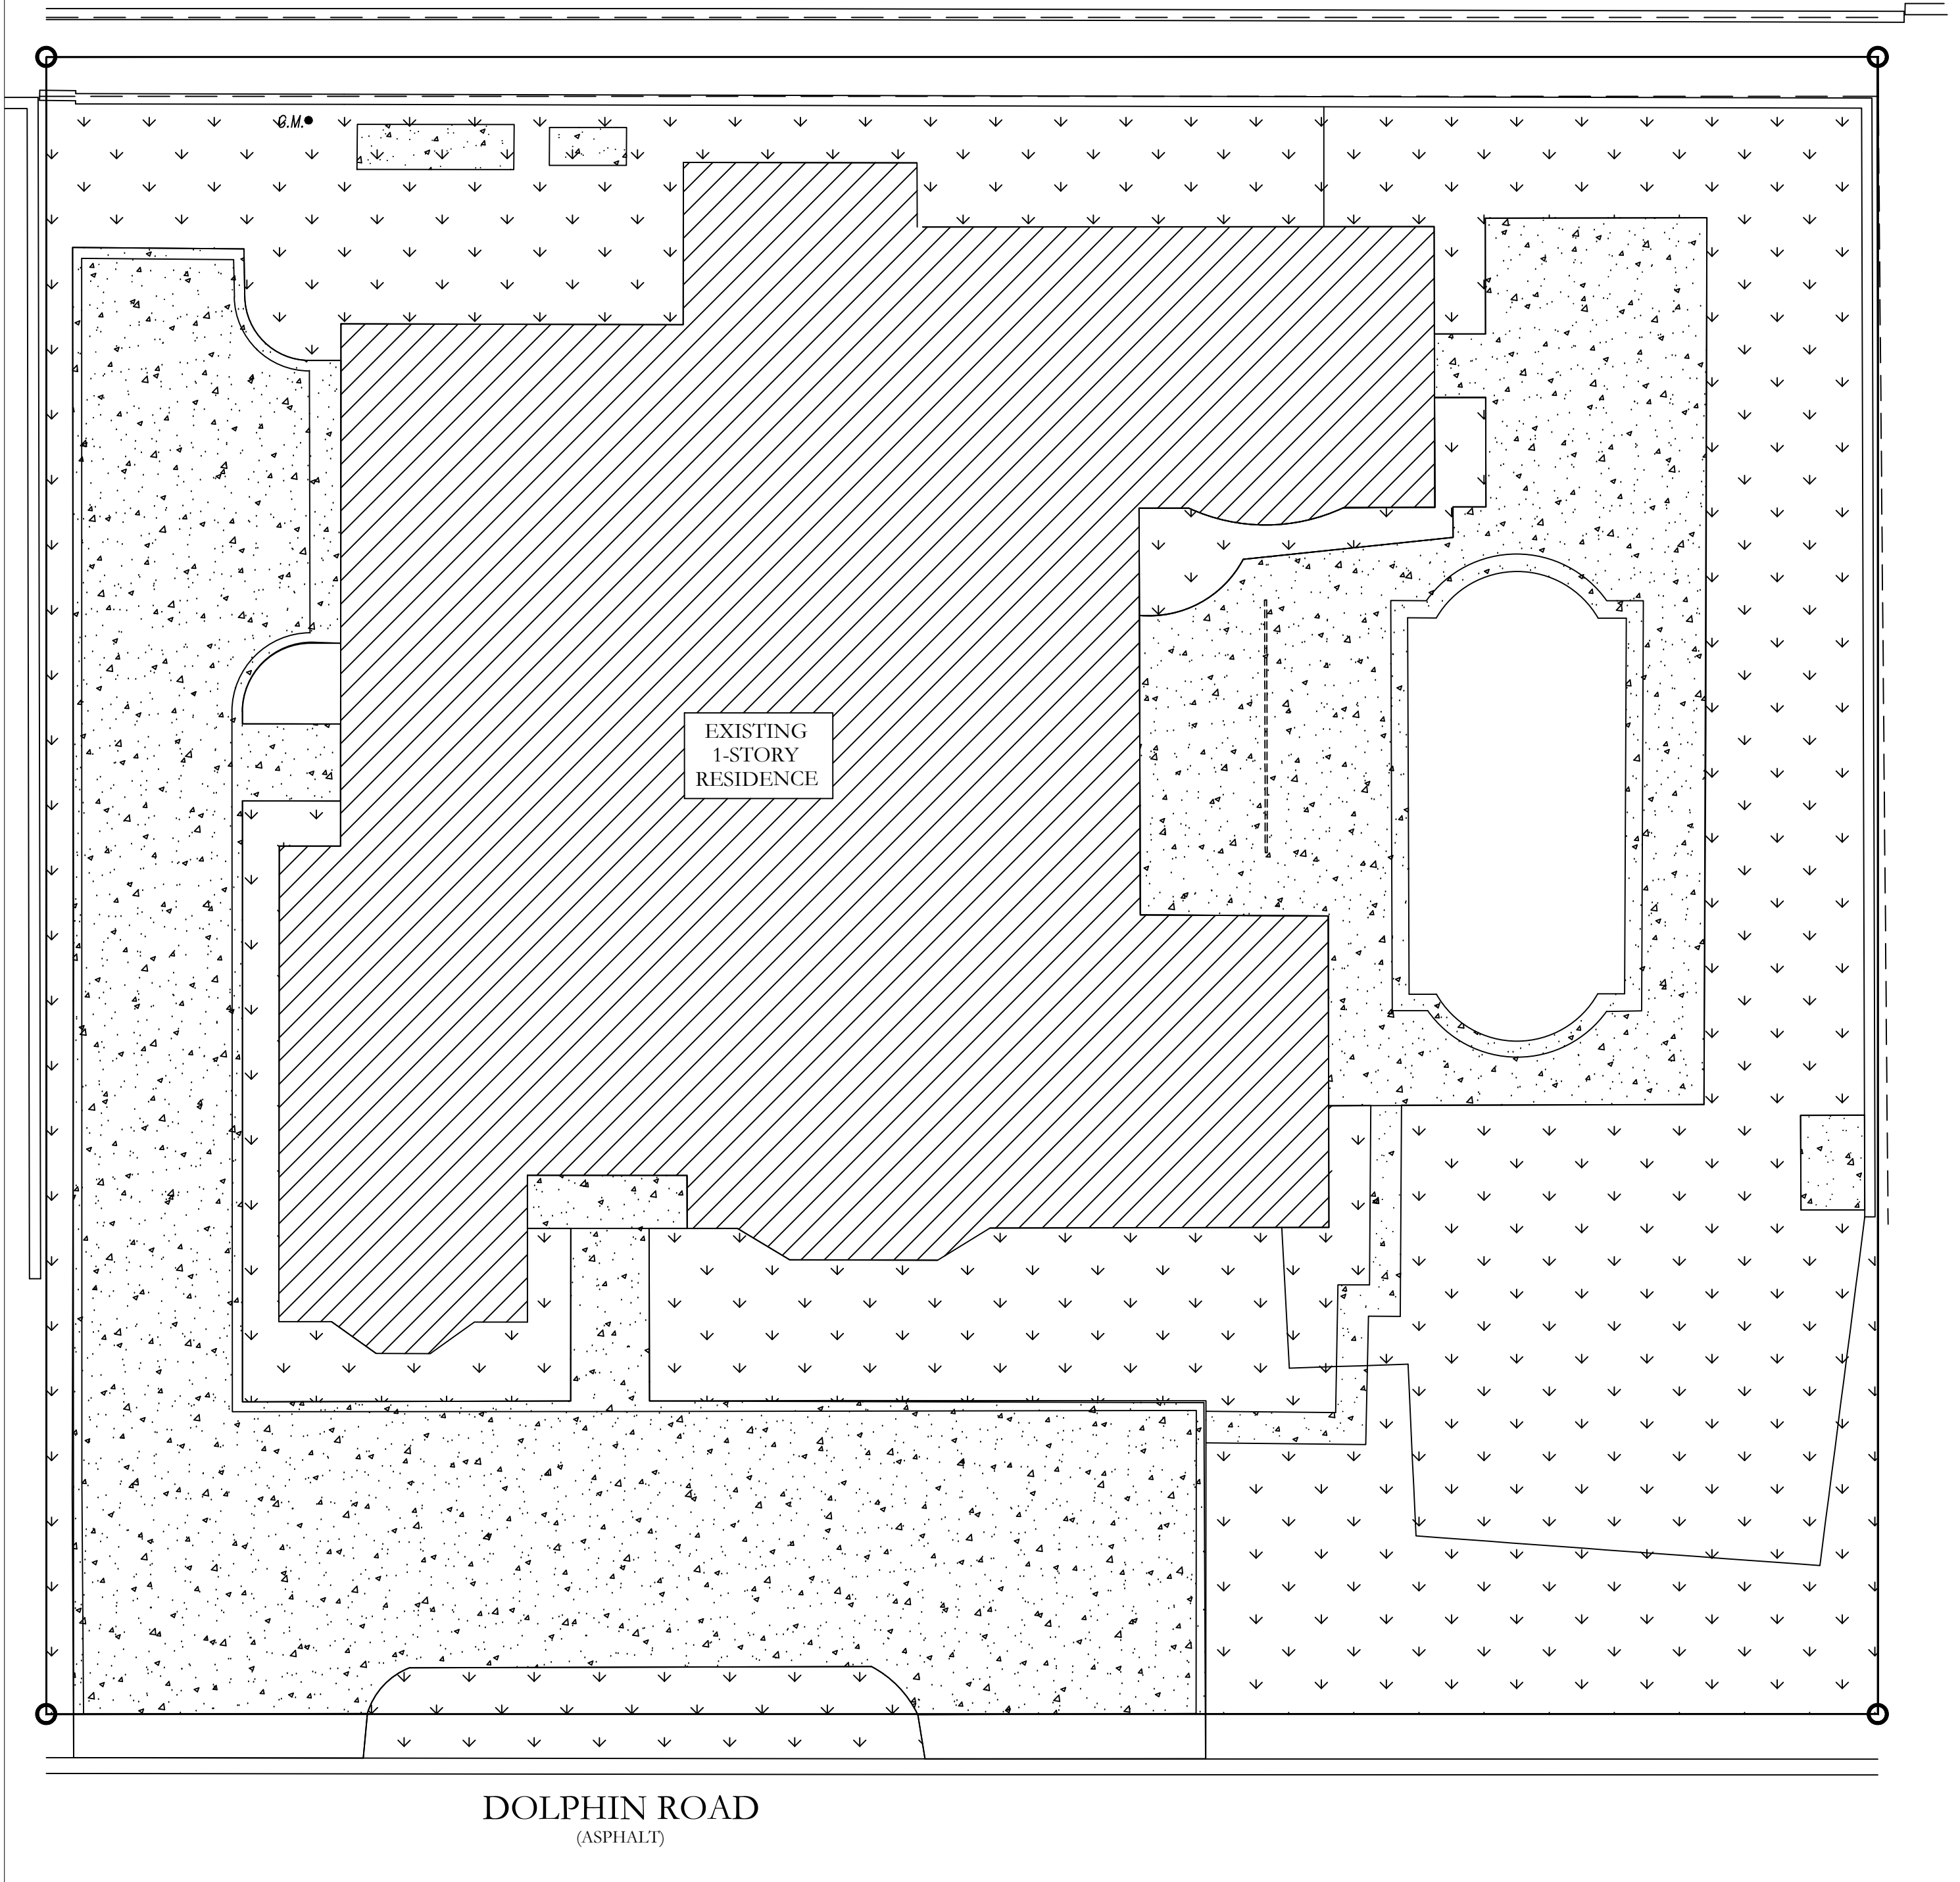 G.M.
EXISTING
1-STORY
RESIDENCE
DOLPHIN ROAD
(ASPHALT)